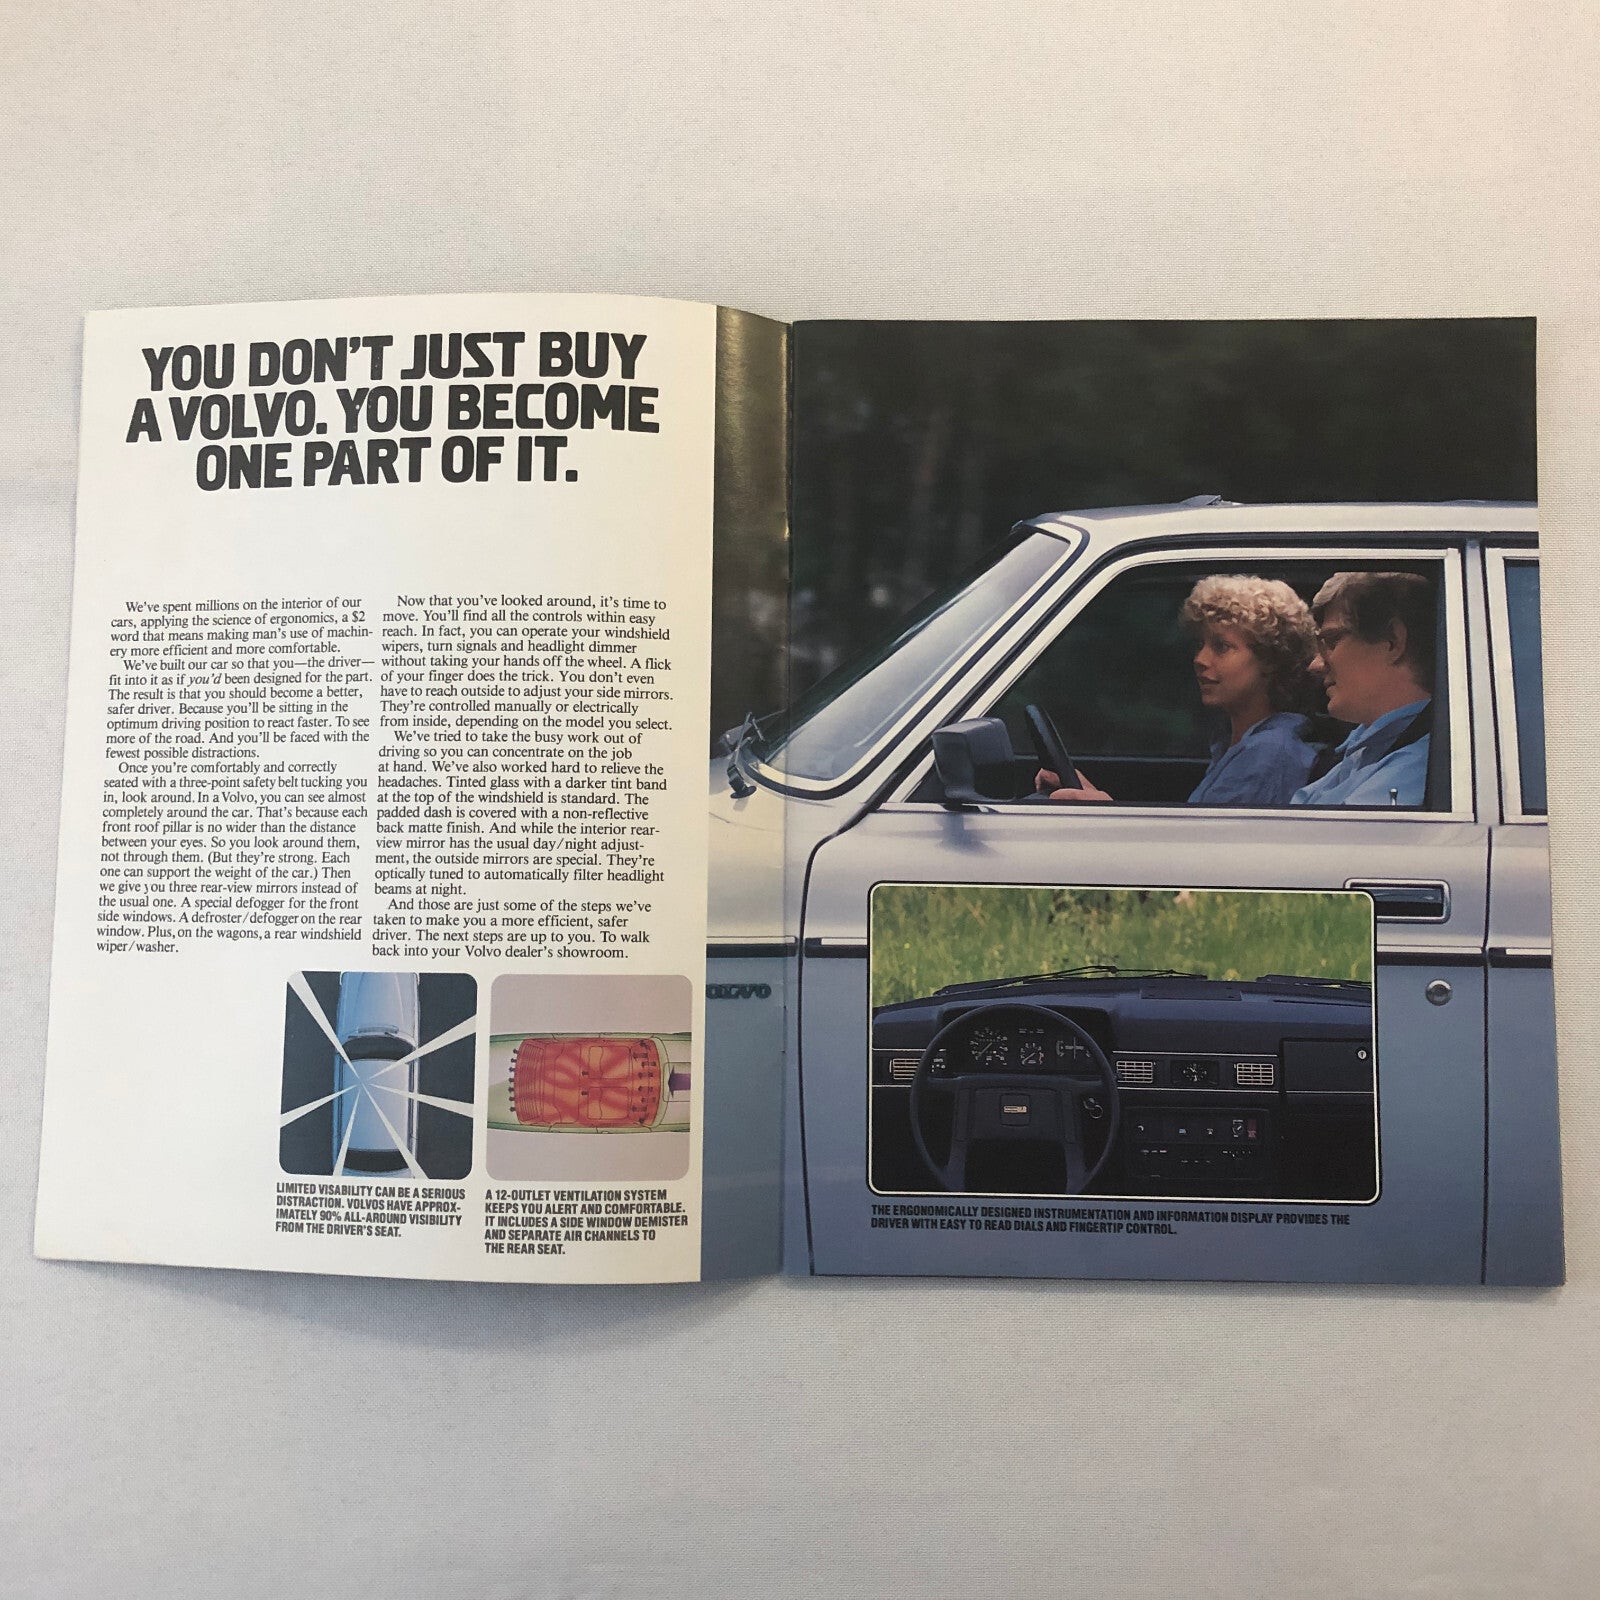 YOU DON'T JUST BUY
A VOLVO. YOU BECOME
ONE PART OF IT.
We've spent millions on the interior of our
cars, applying the science of ergonomics, a $2
word that means making man's use of machin-
ery more efficient and more comfortable.
We've built our car so that you—the driver—
fit into it as if you'd been designed for the part.
The result is that you should become a better,
safer driver. Because you'll be sitting in the
optimum driving position to react faster. To see
more of the road. And you'll be faced with the
fewest possible distractions.
Once you're comfortably and correctly
seated with a three-point safety belt tucking you
in, look around. In a Volvo, you can see almost
completely around the car. That's because each
front roof pillar is no wider than the distance
between your eyes. So you look around them,
not through them. (But they're strong. Each
one can support the weight of the car.) Then
we give you three rear-view mirrors instead of
the usual one. A special defogger for the front
side windows. A defroster/defogger on the rear
window. Plus, on the wagons, a rear windshield
wiper/washer.
Now that you've looked around, it's time to
move. You'll find all the controls within easy
reach. In fact, you can operate your windshield
wipers, turn signals and headlight dimmer
without taking your hands off the wheel. A flick
of your finger does the trick. You don't even
have to reach outside to adjust your side mirrors.
They're controlled manually or electrically
from inside, depending on the model you select.
We've tried to take the busy work out of
driving so you can concentrate on the job
at hand. We've also worked hard to relieve the
headaches. Tinted glass with a darker tint band
at the top of the windshield is standard. The
padded dash is covered with a non-reflective
back matte finish. And while the interior rear-
view mirror has the usual day/night adjust-
ment, the outside mirrors are special. They're
optically tuned to automatically filter headlight
beams at night.
And those are just some of the steps we've
taken to make you a more efficient, safer
driver. The next steps are up to you. To walk
back into your Volvo dealer's showroom.
LIMITED VISABILITY CAN BE A SERIOUS
DISTRACTION. VOLVOS HAVE APPROX-
IMATELY 90% ALL-AROUND VISIBILITY
FROM THE DRIVER'S SEAT.
A 12-OUTLET VENTILATION SYSTEM
KEEPS YOU ALERT AND COMFORTABLE.
IT INCLUDES A SIDE WINDOW DEMISTER
AND SEPARATE AIR CHANNELS TO
THE REAR SEAT.
VOLVO
THE ERGONOMICALLY DESIGNED INSTRUMENTATION AND INFORMATION DISPLAY PROVIDES THE
DRIVER WITH EASY TO READ DIALS AND FINGERTIP CONTROL.